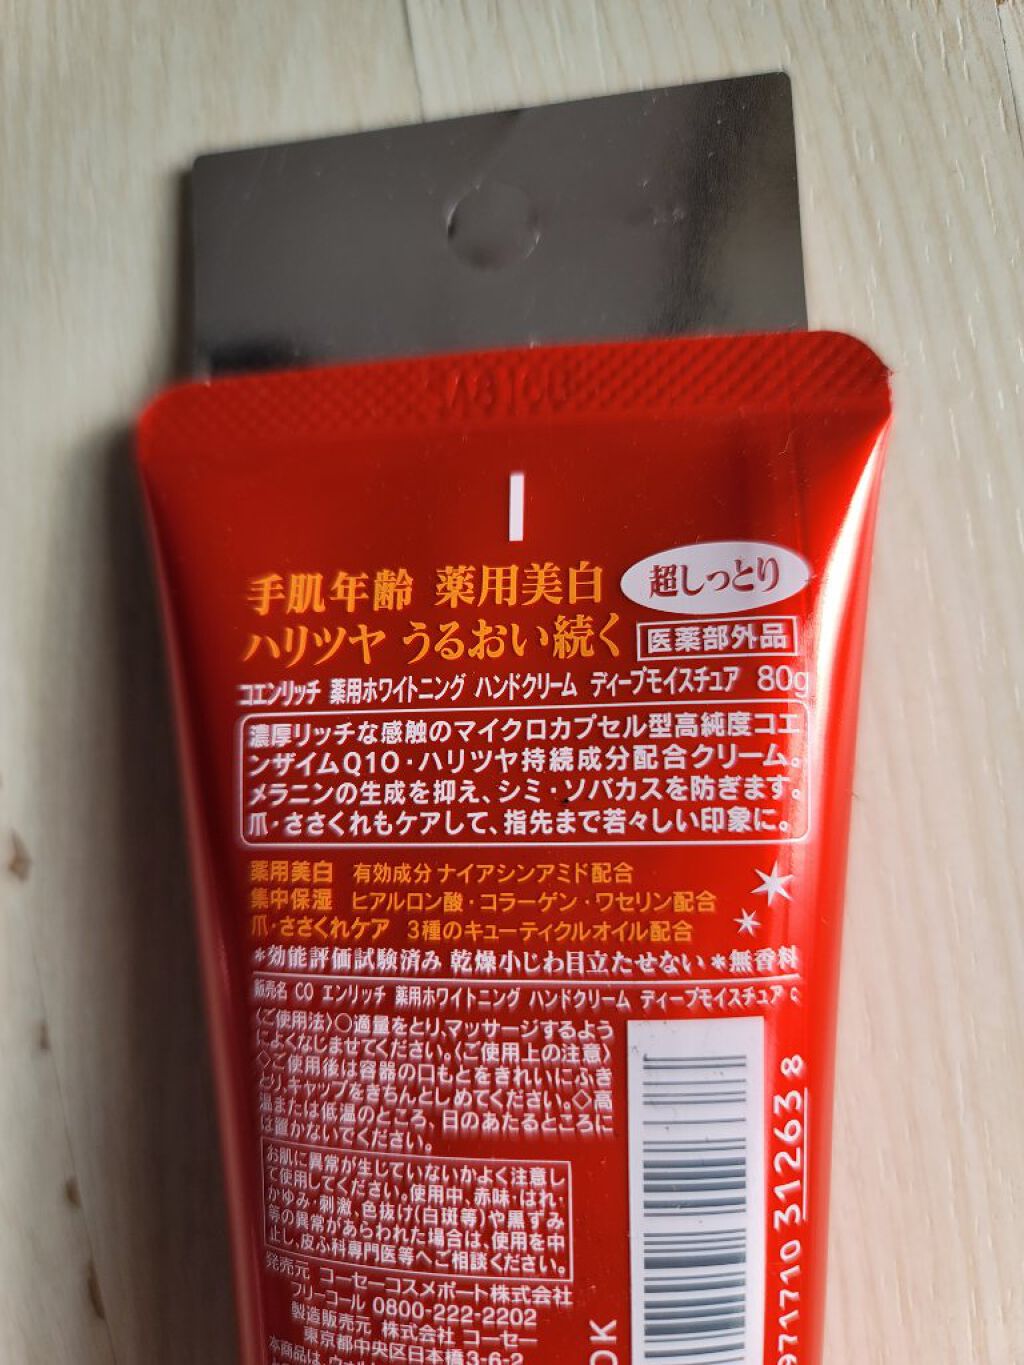 手肌年齢 薬用美白 超しっとり
ハリツヤ うるおい続く 医薬部外品
コエンリッチ 薬用ホワイトニング ハンドクリーム ディープモイスチュア 80g
濃厚リッチな感触のマイクロカプセル型高純度コエ
ンザイムQ10・ハリツヤ持続成分配合クリーム。
メラニンの生成を抑え、シミ・ソバカスを防ぎます。
爪・ささくれもケアして、指先まで若々しい印象に。
薬用美白 有効成分 ナイアシンアミド配合
集中保湿 ヒアルロン酸・コラーゲン・ワセリン配合
爪・ささくれケア 3種のキューティクルオイル配合
*効能評価試験済み 乾燥小じわ目立たせない *無香料
販売名 CO エンリッチ 薬用ホワイトニング ハンドクリーム ディープモイスチュア
〈ご使用法〉○適量をとり、マッサージするよう
によくなじませてください。〈ご使用上の注意〉
◇ご使用後は容器の口もとをきれいにふき
とり、キャップをきちんとしめてください。◇高
温または低温のところ、日のあたるところに
は置かないでください。
お肌に異常が生じていないかよく注意し
て使用してください。使用中、赤味・はれ・
かゆみ・刺激、色抜け(白斑等)や黒ずみ
等の異常があらわれた場合は、使用を中
止し、皮ふ科専門医等へご相談ください。
発売元 コーセーコスメポート株式会社
フリーコール 0800-222-2202
製造販売元 株式会社 コーセー
東京都中央区日本橋3-6-2
本商品は、
971710 31263 8
OK